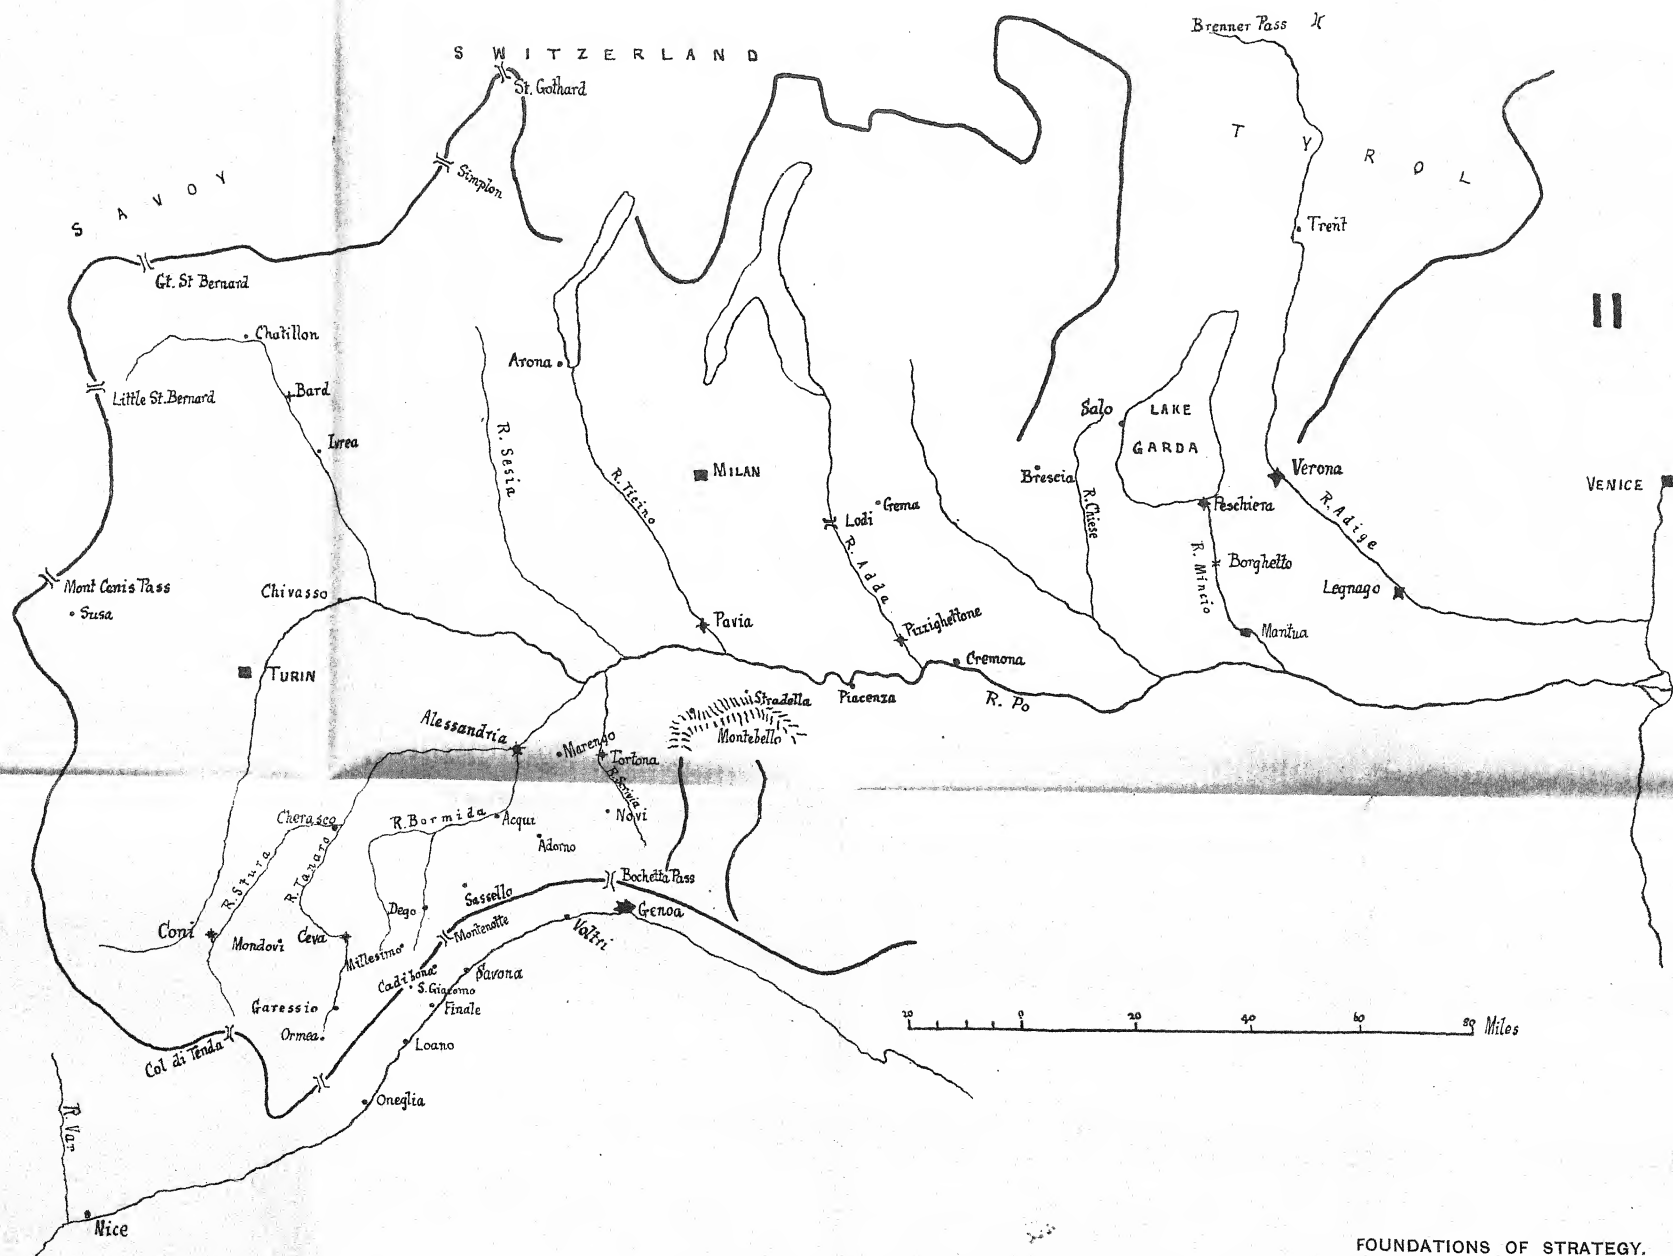 Brenner Pass
SWITZERLAND
St. Gothard
TYROL
Simplon
SAVOY
Trent
Gt. St Bernard
II
Chatillon
Arona
Bard
Little St. Bernard
Salo
LAKE
GARDA
Ivrea
R. Sesia
MILAN
R. Ticino
Brescia
Verona
VENICE
R. Chiese
Peschiera
R. Adige
Lodi
Gema
R. Adda
R. Mincio
Borghetto
Mont Cenis Pass
Susa
Chivasso
Legnago
Pavia
Pizzighettone
Mantua
TURIN
Cremona
Stradella
Piacenza
R. Po
Alessandria
Marengo
Montebello
Tortona
R. Scrivia
Cherasco
R. Bormida
Acqui
Novi
Adorno
R. Stura
R. Tanaro
Bochetta Pass
Sassello
Dego
Genoa
Montenotte
Voltri
Coni
Mondovi
Ceva
Millesimo
Cadibona
Savona
S. Giacomo
Garessio
Finale
Ormea
Col di Tenda
Loano
20 0 20 40 60 80 Miles
Oneglia
R. Var
Nice
FOUNDATIONS OF STRATEGY.